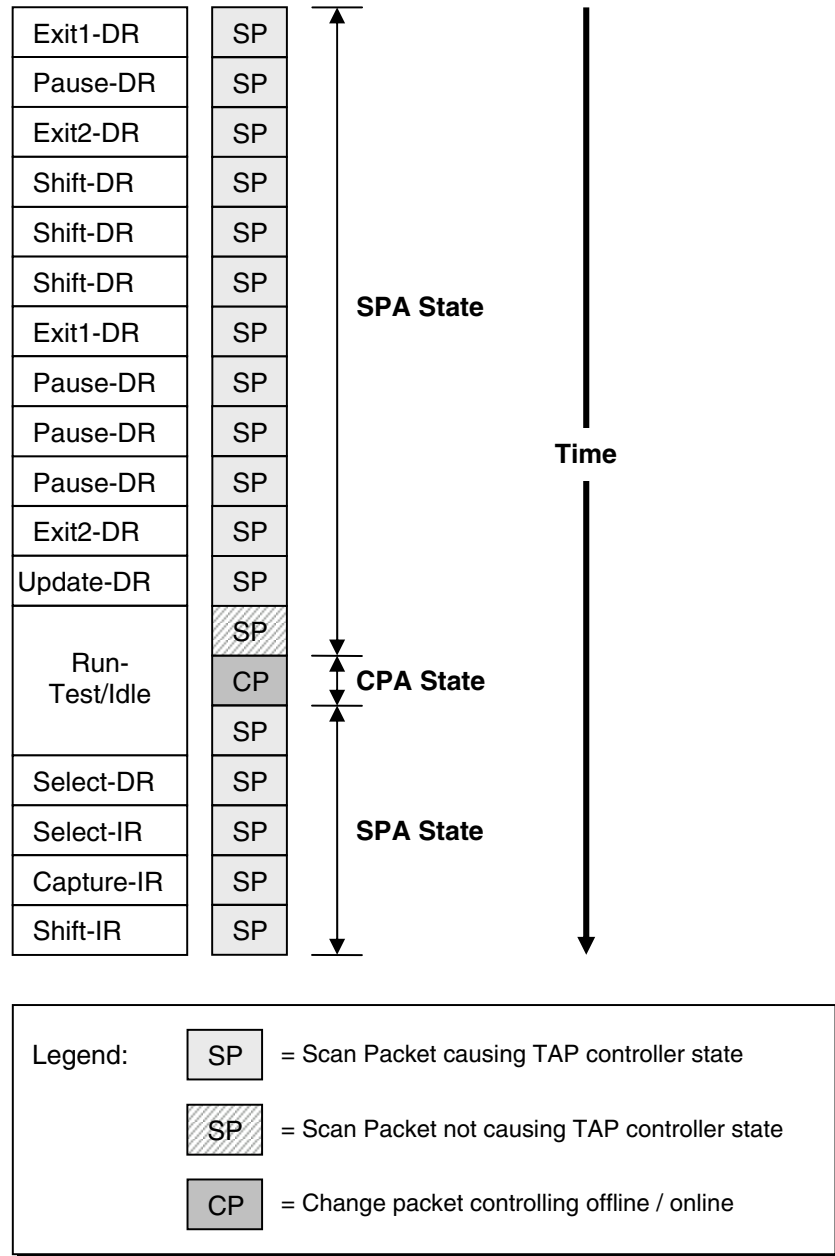 Exit1-DR SP
Pause-DR SP
Exit2-DR SP
Shift-DR SP
Shift-DR SP
Shift-DR SP
SPA State
Exit1-DR SP
Pause-DR SP
Pause-DR SP
Time
Pause-DR SP
Exit2-DR SP
Update-DR SP
SP
Run-
Test/Idle
CP CPA State
SP
Select-DR SP
Select-IR SP SPA State
Capture-IR SP
Shift-IR SP
Legend: SP = Scan Packet causing TAP controller state
SP = Scan Packet not causing TAP controller state
CP = Change packet controlling offline / online